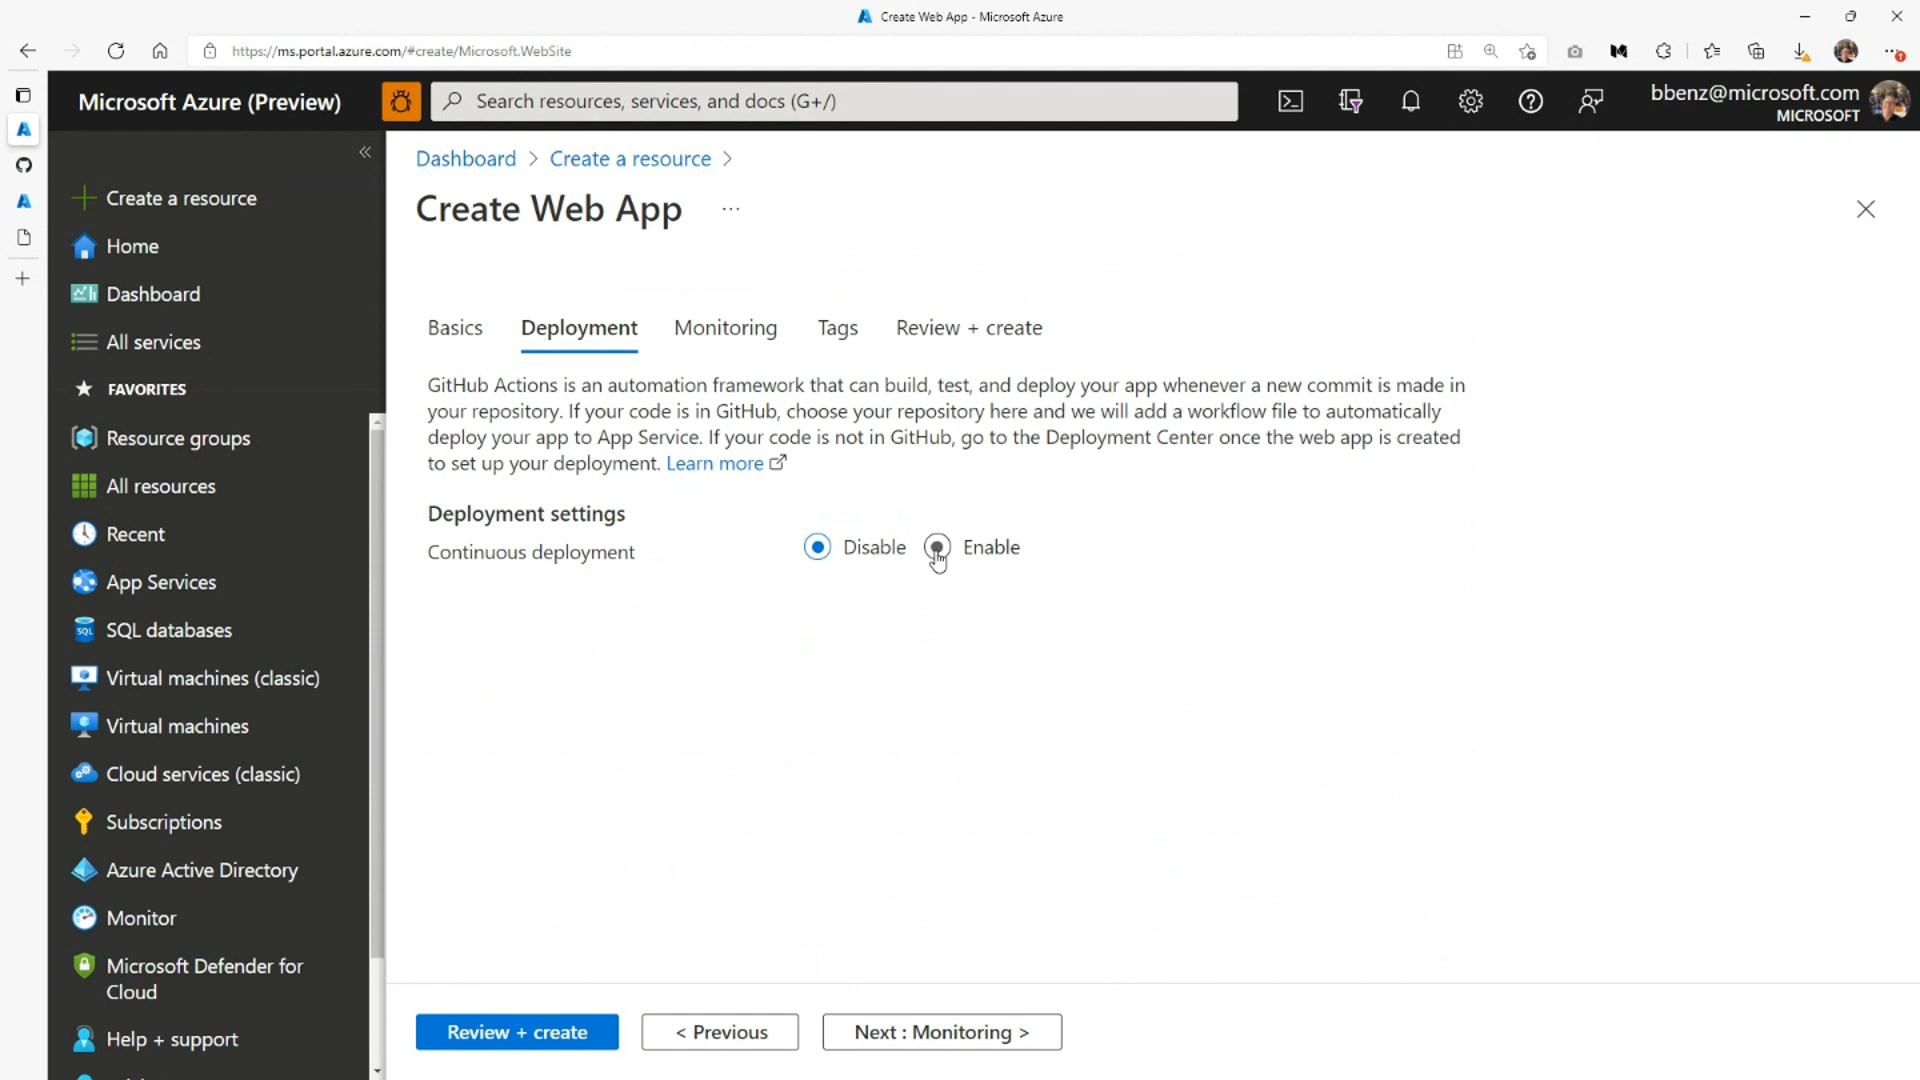 Create Web App - Microsoft Azure
https://ms.portal.azure.com/#create/Microsoft.WebSite
Microsoft Azure (Preview)
Search resources, services, and docs (G+/)
bbenz@microsoft.com
MICROSOFT
Dashboard > Create a resource >
Create Web App ...
Create a resource
Home
Dashboard
All services
FAVORITES
Resource groups
All resources
Recent
App Services
SQL databases
Virtual machines (classic)
Virtual machines
Cloud services (classic)
Subscriptions
Azure Active Directory
Monitor
Microsoft Defender for
Cloud
Help + support
Basics Deployment Monitoring Tags Review + create
GitHub Actions is an automation framework that can build, test, and deploy your app whenever a new commit is made in
your repository. If your code is in GitHub, choose your repository here and we will add a workflow file to automatically
deploy your app to App Service. If your code is not in GitHub, go to the Deployment Center once the web app is created
to set up your deployment. Learn more
Deployment settings
Continuous deployment Disable Enable
Review + create < Previous Next : Monitoring >